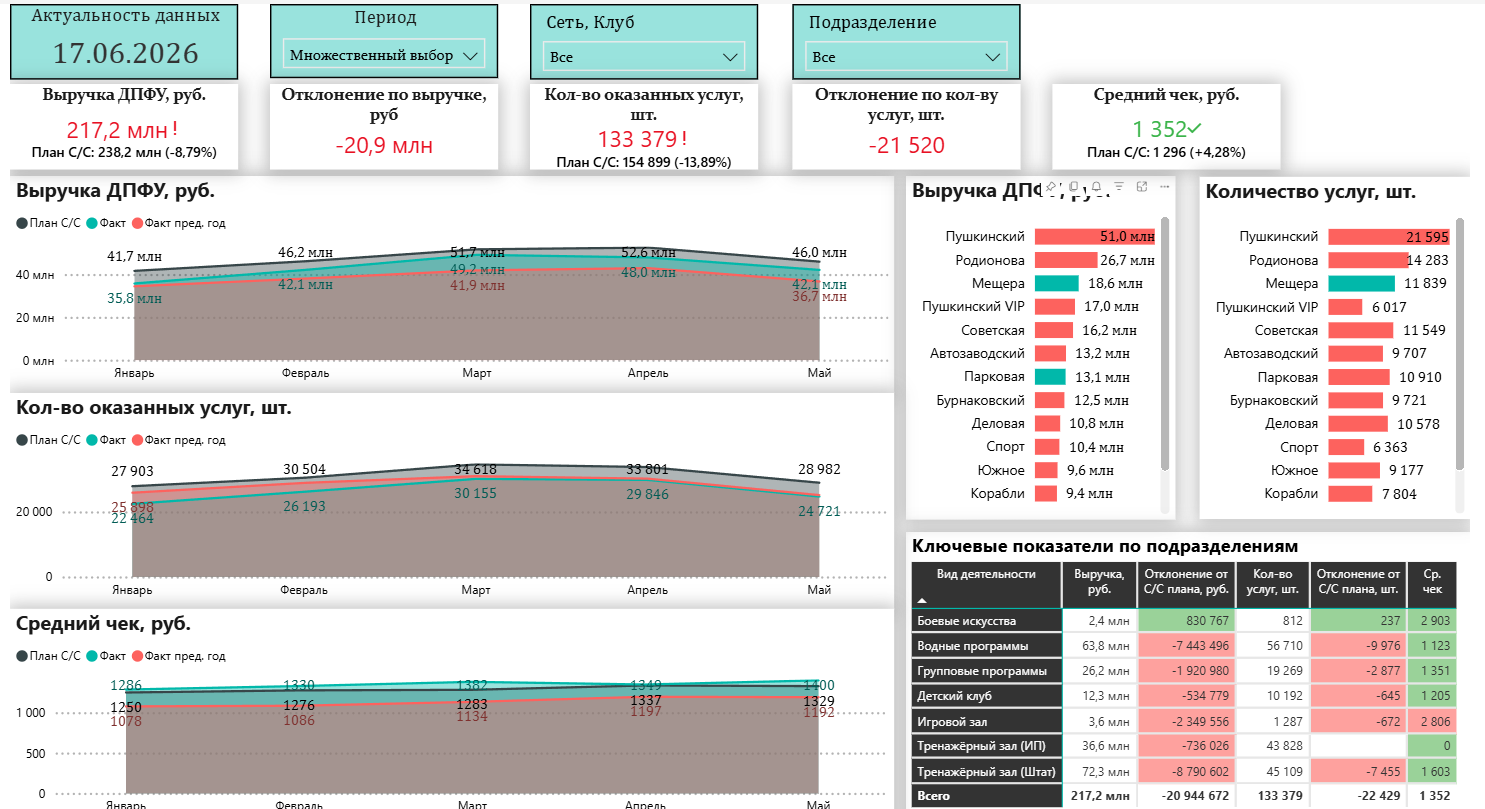 Актуальность данных
17.06.2026
Период
Множественный выбор
Сеть, Клуб
Все
Подразделение
Все
Выручка ДПФУ, руб.
217,2 млн !
План С/С: 238,2 млн (-8,79%)
Отклонение по выручке,
руб
-20,9 млн
Кол-во оказанных услуг,
шт.
133 379 !
План С/С: 154 899 (-13,89%)
Отклонение по кол-ву
услуг, шт.
-21 520
Средний чек, руб.
1 352
План С/С: 1 296 (+4,28%)
Выручка ДПФУ, руб.
План С/С Факт Факт пред. год
41,7 млн 46,2 млн 51,7 млн 52,6 млн 46,0 млн
35,8 млн 42,1 млн 49,2 млн 48,0 млн 42,1 млн
41,9 млн 36,7 млн
40 млн
20 млн
0 млн
Январь Февраль Март Апрель Май
Кол-во оказанных услуг, шт.
План С/С Факт Факт пред. год
27 903 30 504 34 618 33 801 28 982
25 898
22 464 26 193 30 155 29 846 24 721
20 000
0
Январь Февраль Март Апрель Май
Средний чек, руб.
План С/С Факт Факт пред. год
1286 1330 1382 1349 1400
1250 1276 1283 1337 1329
1078 1086 1134 1197 1192
1 000
500
0
Январь Февраль Март Апрель Май
Выручка ДПФУ, руб.
Пушкинский 51,0 млн
Родионова 26,7 млн
Мещера 18,6 млн
Пушкинский VIP 17,0 млн
Советская 16,2 млн
Автозаводский 13,2 млн
Парковая 13,1 млн
Бурнаковский 12,5 млн
Деловая 10,8 млн
Спорт 10,4 млн
Южное 9,6 млн
Корабли 9,4 млн
Количество услуг, шт.
Пушкинский 21 595
Родионова 14 283
Мещера 11 839
Пушкинский VIP 6 017
Советская 11 549
Автозаводский 9 707
Парковая 10 910
Бурнаковский 9 721
Деловая 10 578
Спорт 6 363
Южное 9 177
Корабли 7 804
Ключевые показатели по подразделениям
Вид деятельности Выручка, Отклонение от Кол-во Отклонение от Ср.
руб. С/С плана, руб. услуг, шт. С/С плана, шт. чек
Боевые искусства 2,4 млн 830 767 812 237 2 903
Водные программы 63,8 млн -7 443 496 56 710 -9 976 1 123
Групповые программы 26,2 млн -1 920 980 19 269 -2 877 1 351
Детский клуб 12,3 млн -534 779 10 192 -645 1 205
Игровой зал 3,6 млн -2 349 556 1 287 -672 2 806
Тренажёрный зал (ИП) 36,6 млн -736 026 43 828 0
Тренажёрный зал (Штат) 72,3 млн -8 790 602 45 109 -7 455 1 603
Всего 217,2 млн -20 944 672 133 379 -22 429 1 352